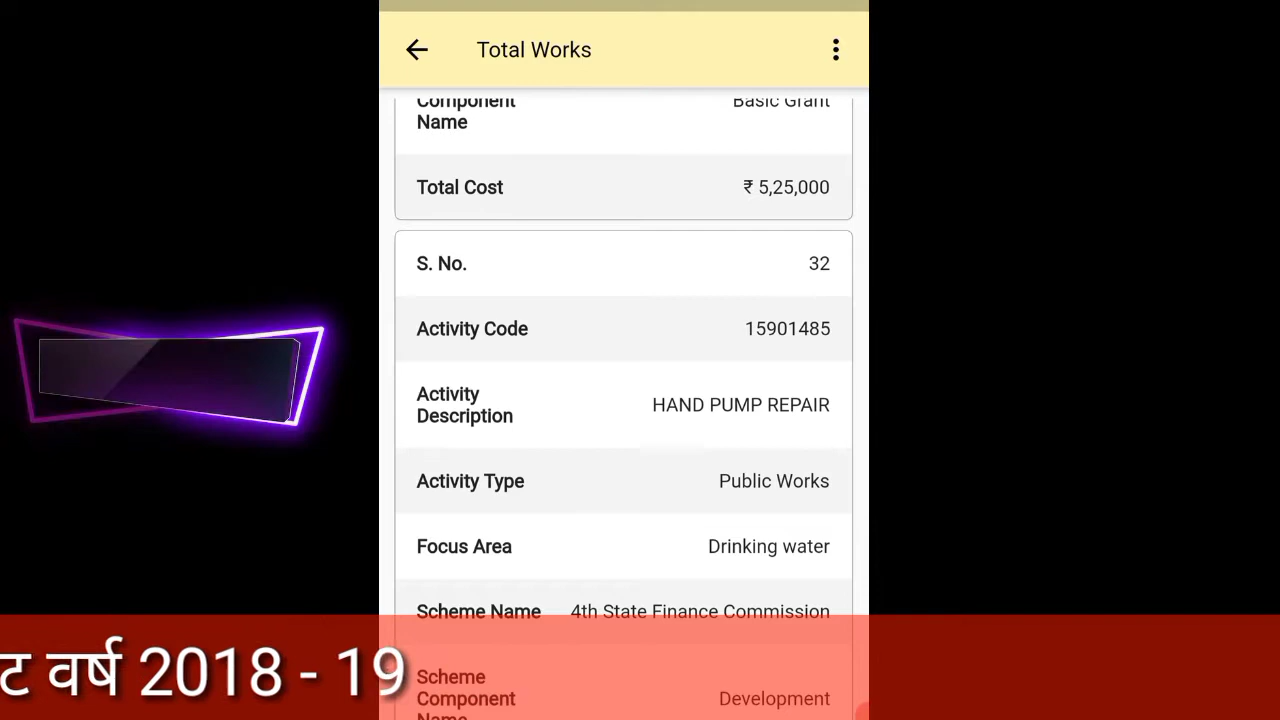 Total Works
Component Name Basic Grant
Total Cost ₹ 5,25,000
S. No. 32
Activity Code 15901485
Activity Description HAND PUMP REPAIR
Activity Type Public Works
Focus Area Drinking water
Scheme Name 4th State Finance Commission
Scheme Component Name Development
ट वर्ष 2018 - 19